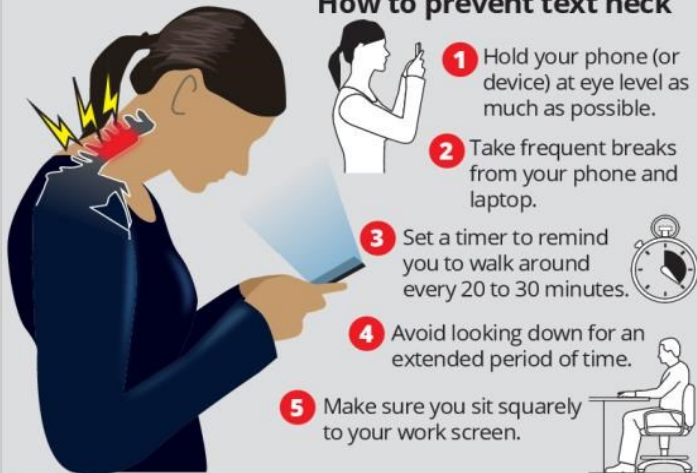 How to prevent text neck
1 Hold your phone (or
device) at eye level as
much as possible.
2 Take frequent breaks
from your phone and
laptop.
3 Set a timer to remind
you to walk around
every 20 to 30 minutes.
4 Avoid looking down for an
extended period of time.
5 Make sure you sit squarely
to your work screen.